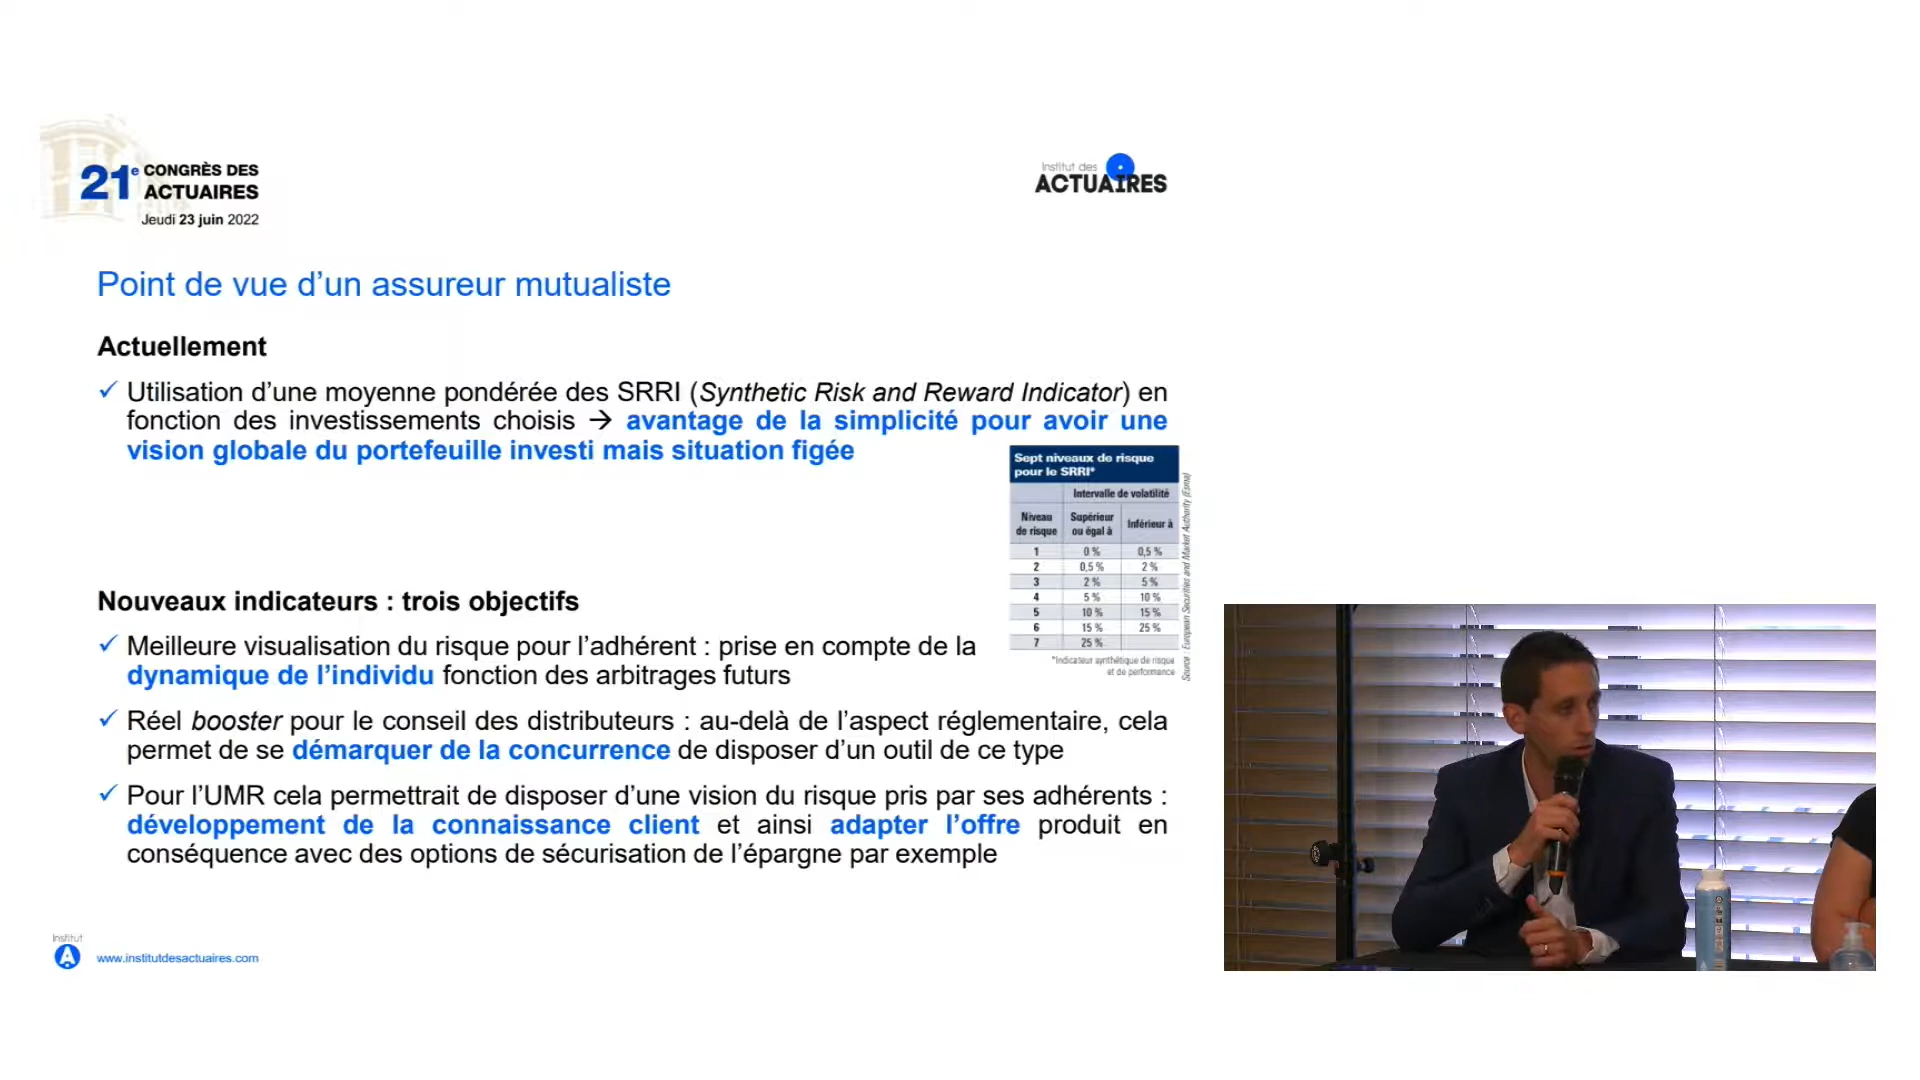 21e CONGRÈS DES
ACTUAIRES
Jeudi 23 juin 2022
Institut des
ACTUAIRES
Point de vue d’un assureur mutualiste
Actuellement
✓ Utilisation d’une moyenne pondérée des SRRI (Synthetic Risk and Reward Indicator) en
fonction des investissements choisis → avantage de la simplicité pour avoir une
vision globale du portefeuille investi mais situation figée
Sept niveaux de risque
pour le SRRI*
Intervalle de volatilité
Niveau de risque | Supérieur ou égal à | Inférieur à
1 0 % 0,5 %
2 0,5 % 2 %
3 2 % 5 %
4 5 % 10 %
5 10 % 15 %
6 15 % 25 %
7 25 %
*Indicateur synthétique de risque
et de performance
Source : European Securities and Market Authority (Esma)
Nouveaux indicateurs : trois objectifs
✓ Meilleure visualisation du risque pour l’adhérent : prise en compte de la
dynamique de l’individu fonction des arbitrages futurs
✓ Réel booster pour le conseil des distributeurs : au-delà de l’aspect réglementaire, cela
permet de se démarquer de la concurrence de disposer d’un outil de ce type
✓ Pour l’UMR cela permettrait de disposer d’une vision du risque pris par ses adhérents :
développement de la connaissance client et ainsi adapter l’offre produit en
conséquence avec des options de sécurisation de l’épargne par exemple
Institut
A
www.institutdesactuaires.com